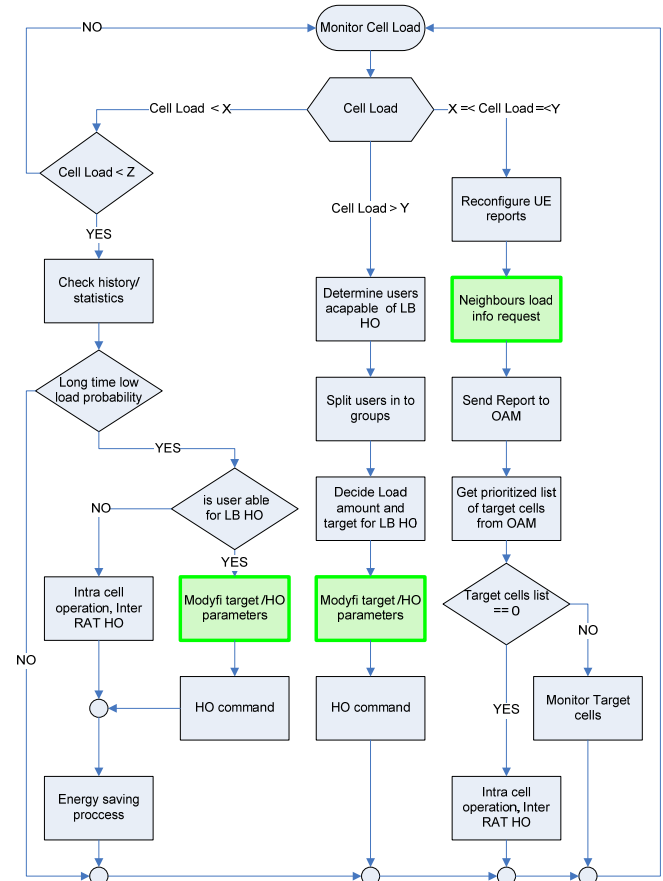 NO
Monitor Cell Load
Cell Load < X
Cell Load
X =< Cell Load=<Y
Cell Load < Z
Cell Load > Y
Reconfigure UE
reports
YES
Check history/
statistics
Determine users
acapable of LB
HO
Neighbours load
info request
Long time low
load probability
Split users in to
groups
Send Report to
OAM
YES
is user able
for LB HO
NO
Decide Load
amount and
target for LB HO
Get prioritized list
of target cells
from OAM
YES
Intra cell
operation, Inter
RAT HO
Modyfi target /HO
parameters
Modyfi target /HO
parameters
Target cells list
== 0
NO
NO
HO command
HO command
YES
Monitor Target
cells
Energy saving
proccess
Intra cell
operation, Inter
RAT HO